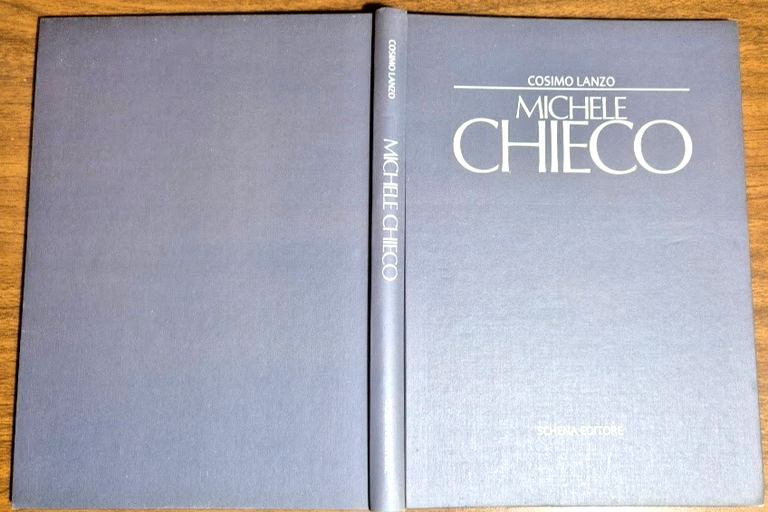 COSIMO LANZO
MICHELE CHIECO
COSIMO LANZO
MICHELE
CHIECO
SCHENA EDITORE